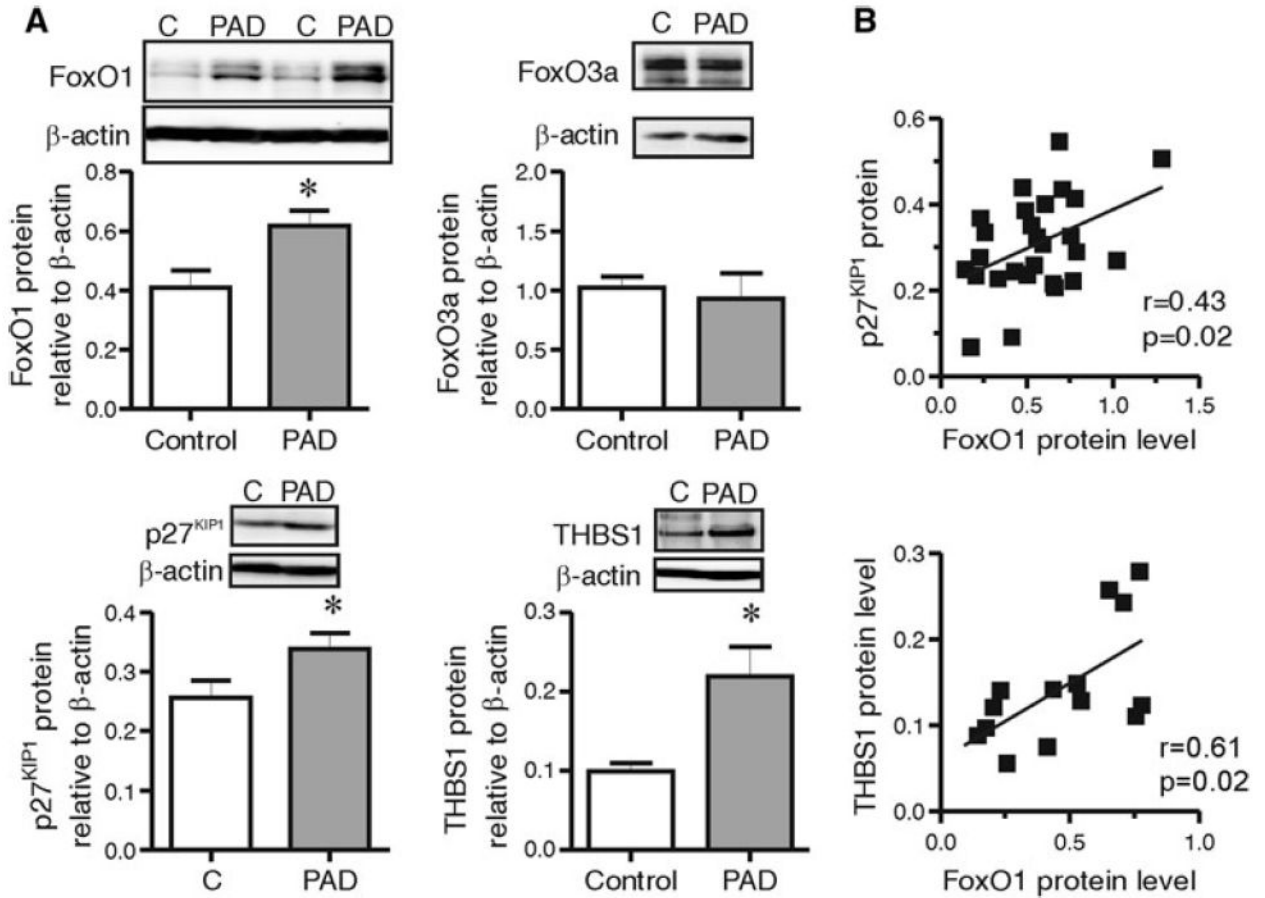 A
C PAD C PAD
FoxO1
β-actin
FoxO1 protein
relative to β-actin
0.8
0.6
0.4
0.2
0.0
*
Control PAD
C PAD
FoxO3a
β-actin
FoxO3a protein
relative to β-actin
2.0
1.5
1.0
0.5
0.0
Control PAD
C PAD
p27KIP1
β-actin
p27KIP1 protein
relative to β-actin
0.4
0.3
0.2
0.1
0.0
*
C PAD
C PAD
THBS1
β-actin
THBS1 protein
relative to β-actin
0.3
0.2
0.1
0.0
*
Control PAD
B
p27KIP1 protein
0.6
0.4
0.2
0.0
r=0.43
p=0.02
0.0 0.5 1.0 1.5
FoxO1 protein level
THBS1 protein level
0.3
0.2
0.1
0.0
r=0.61
p=0.02
0.0 0.5 1.0
FoxO1 protein level